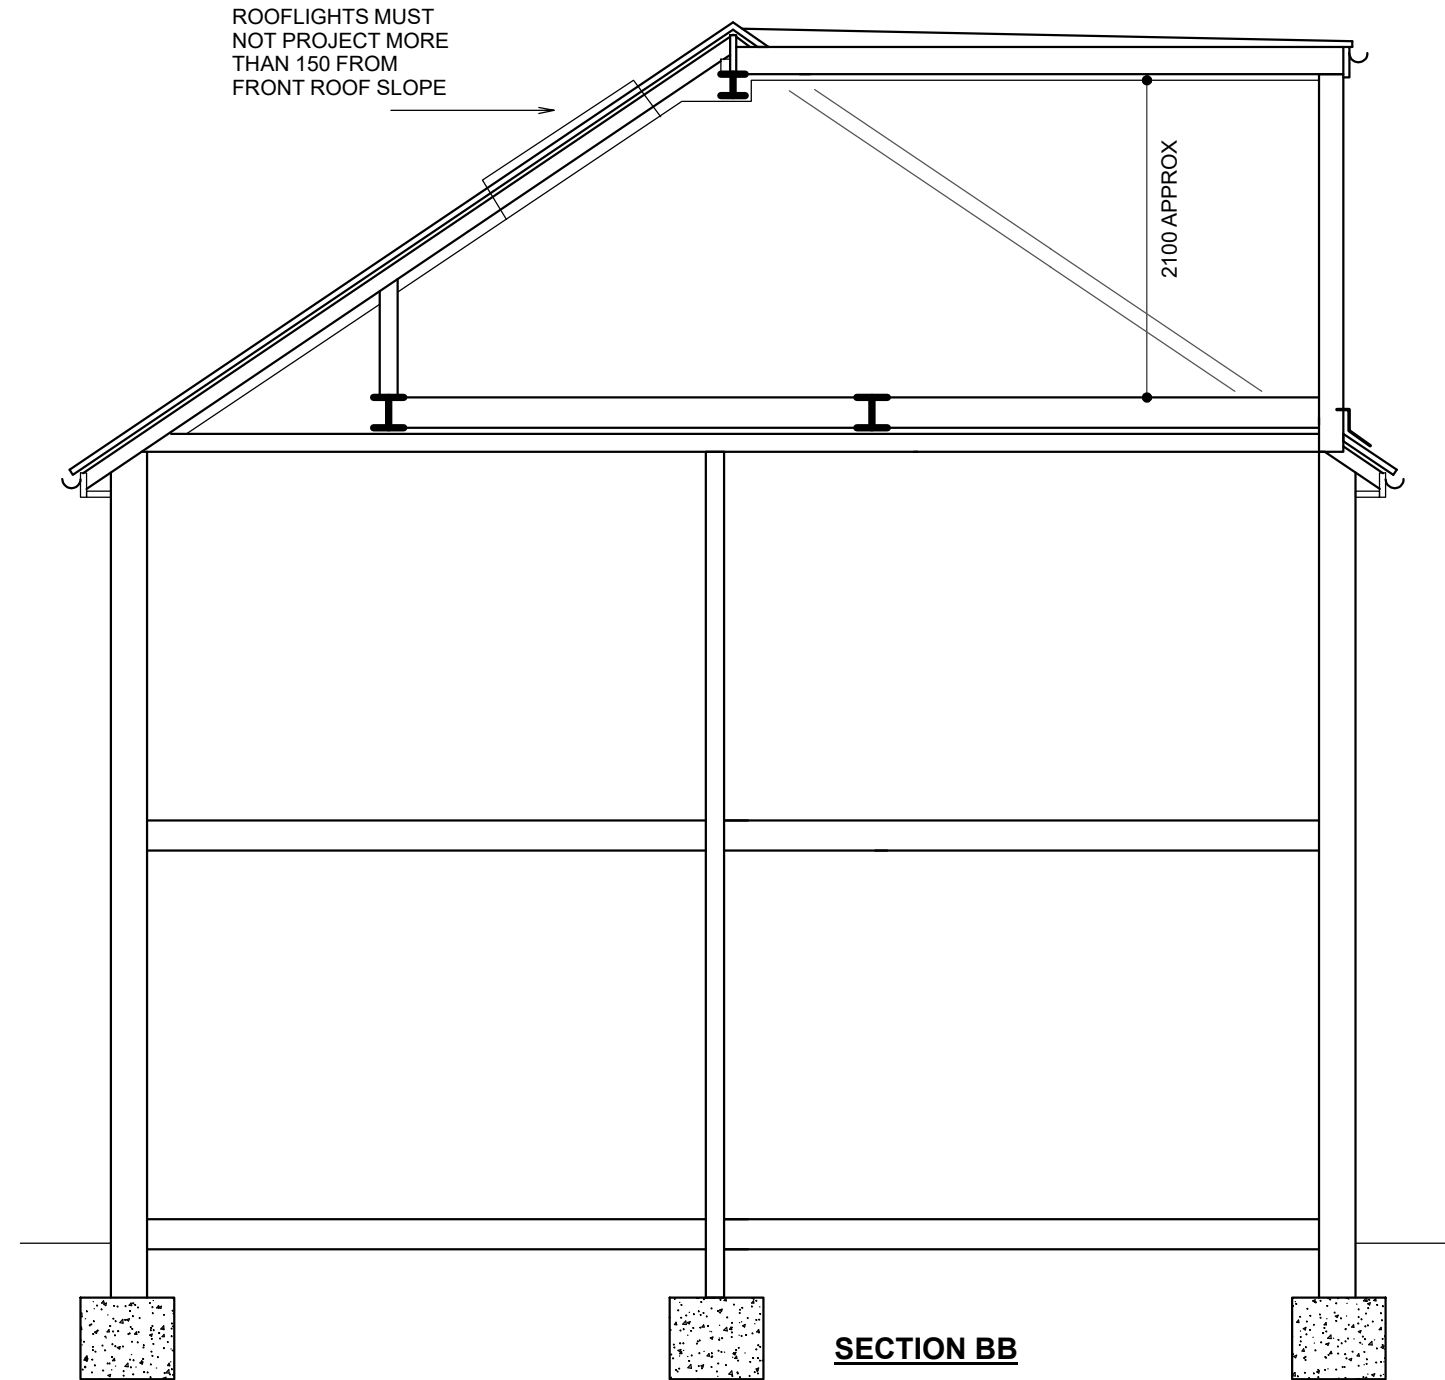 ROOFLIGHTS MUST
NOT PROJECT MORE
THAN 150 FROM
FRONT ROOF SLOPE
2100 APPROX
SECTION BB